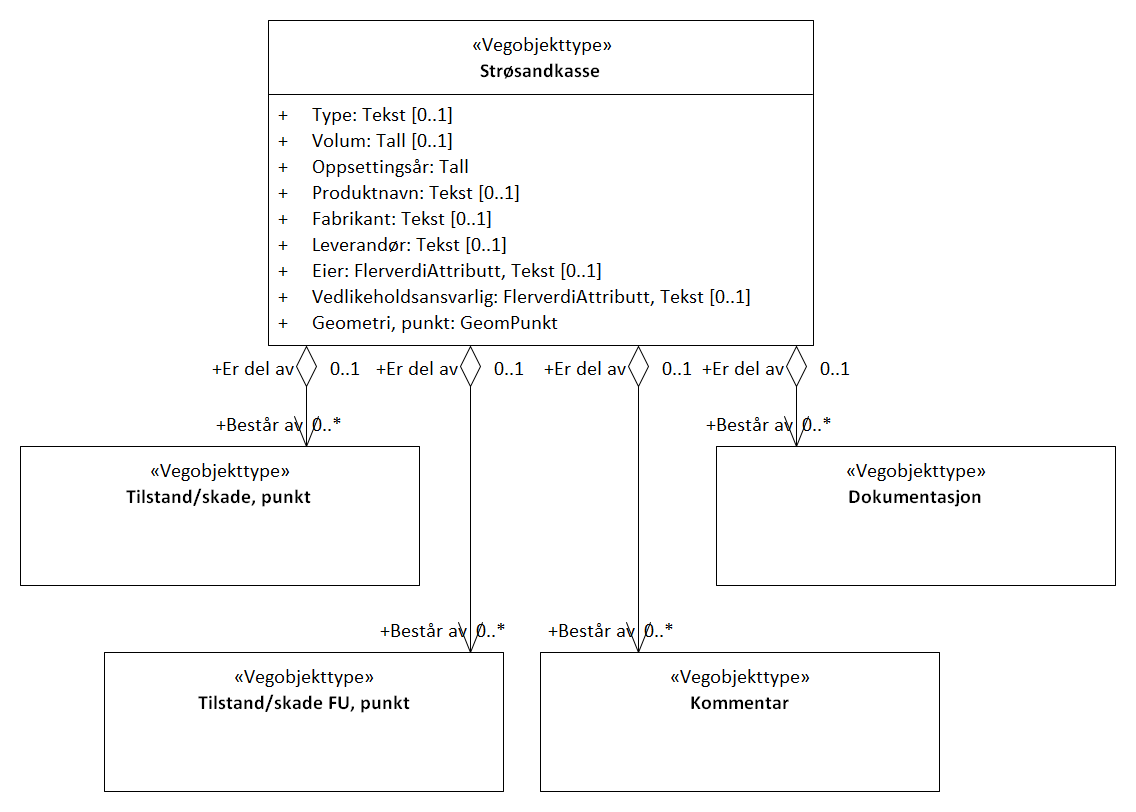 «Vegobjekttype»
Strøsandkasse
+ Type: Tekst [0..1]
+ Volum: Tall [0..1]
+ Oppsettingsår: Tall
+ Produktnavn: Tekst [0..1]
+ Fabrikant: Tekst [0..1]
+ Leverandør: Tekst [0..1]
+ Eier: FlerverdiAttributt, Tekst [0..1]
+ Vedlikeholdsansvarlig: FlerverdiAttributt, Tekst [0..1]
+ Geometri, punkt: GeomPunkt
+Er del av 0..1 +Er del av 0..1 +Er del av 0..1 +Er del av 0..1
+Består av 0..* +Består av 0..*
«Vegobjekttype» «Vegobjekttype»
Tilstand/skade, punkt Dokumentasjon
+Består av 0..* +Består av 0..*
«Vegobjekttype» «Vegobjekttype»
Tilstand/skade FU, punkt Kommentar